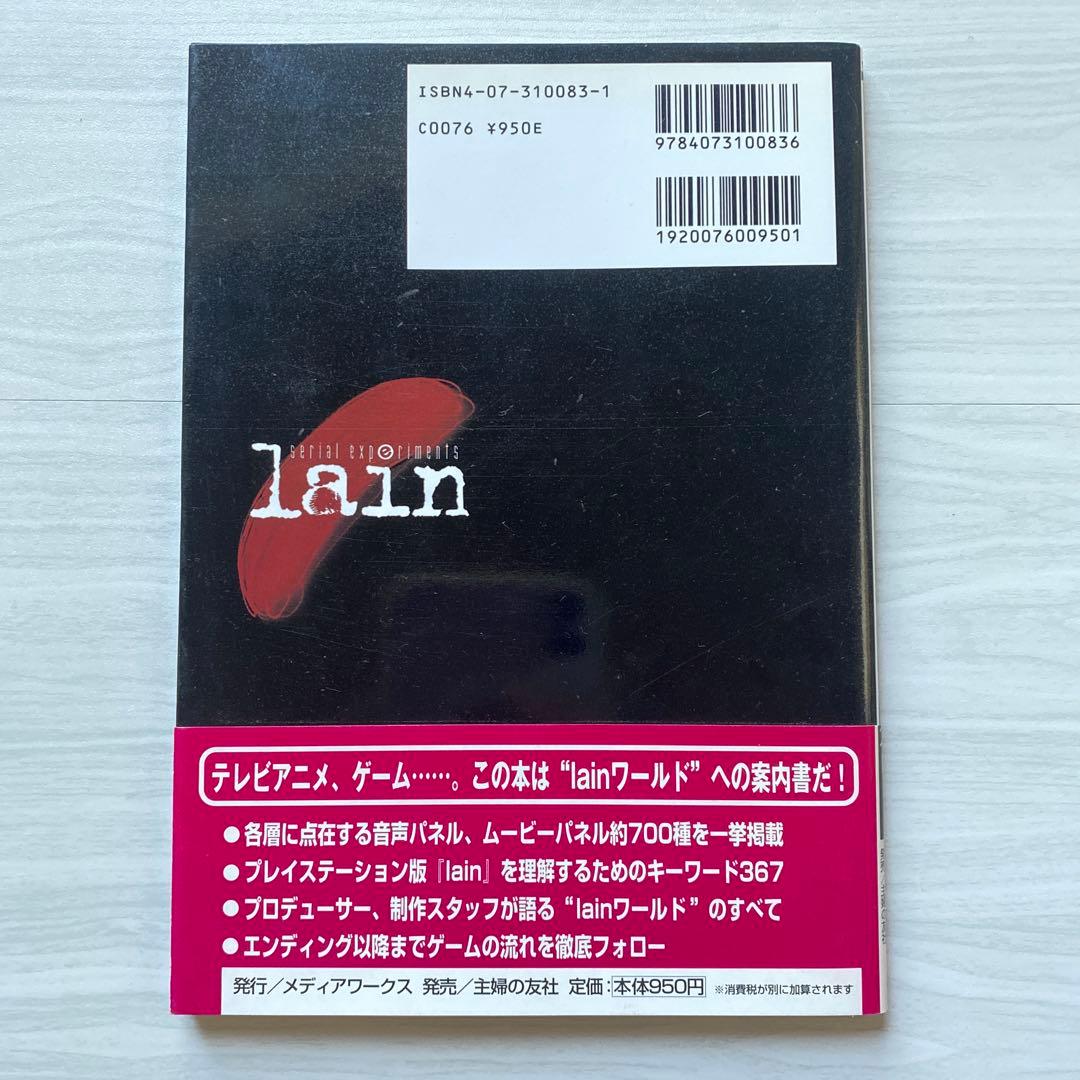 ISBN4-07-310083-1
C0076 ¥950E
9784073100836
1920076009501
serial experiments
lain
テレビアニメ、ゲーム……。この本は“lainワールド”への案内書だ！
●各層に点在する音声パネル、ムービーパネル約700種を一挙掲載
●プレイステーション版『lain』を理解するためのキーワード367
●プロデューサー、制作スタッフが語る“lainワールド”のすべて
●エンディング以降までゲームの流れを徹底フォロー
発行／メディアワークス 発売／主婦の友社 定価：本体950円 ※消費税が別に加算されます